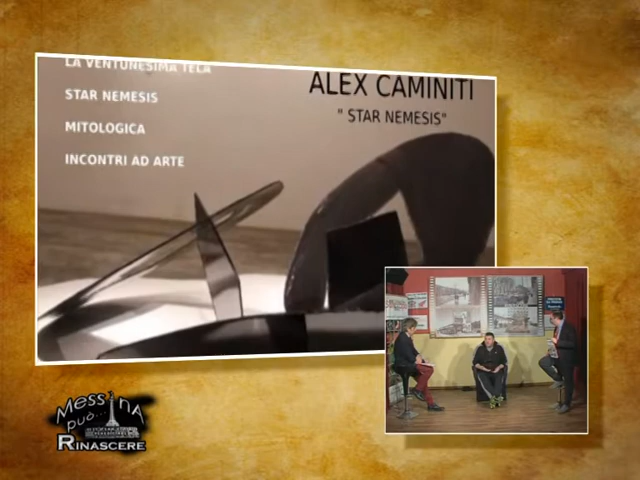 LA VENTUNESIMA TELA
STAR NEMESIS
MITOLOGICA
INCONTRI AD ARTE
ALEX CAMINITI
" STAR NEMESIS"
MESSINA
può...
RINASCERE